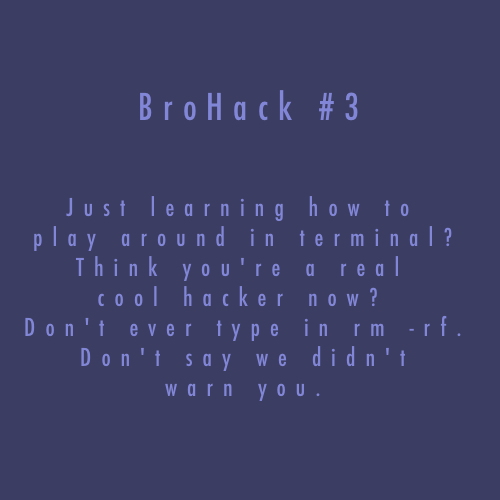 BroHack #3
Just learning how to
play around in terminal?
Think you're a real
cool hacker now?
Don't ever type in rm -rf.
Don't say we didn't
warn you.